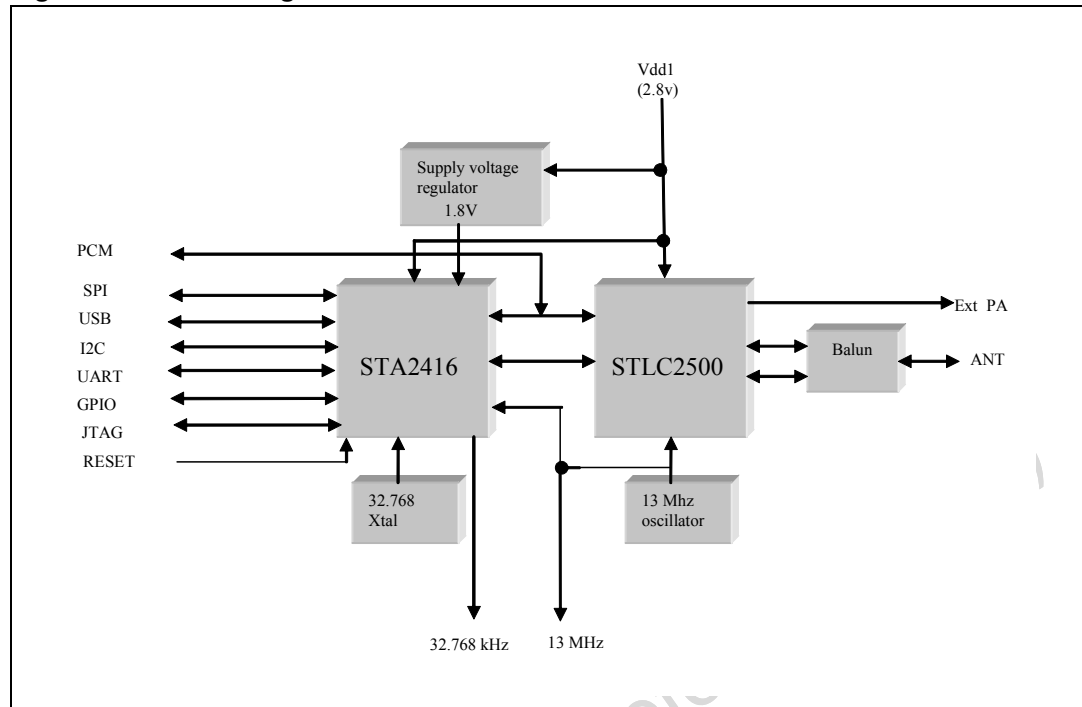 Vdd1
(2.8v)
Supply voltage
regulator
1.8V
PCM
SPI
USB
I2C
UART
GPIO
JTAG
RESET
STA2416
STLC2500
Ext PA
Balun
ANT
32.768
Xtal
13 Mhz
oscillator
32.768 kHz
13 MHz